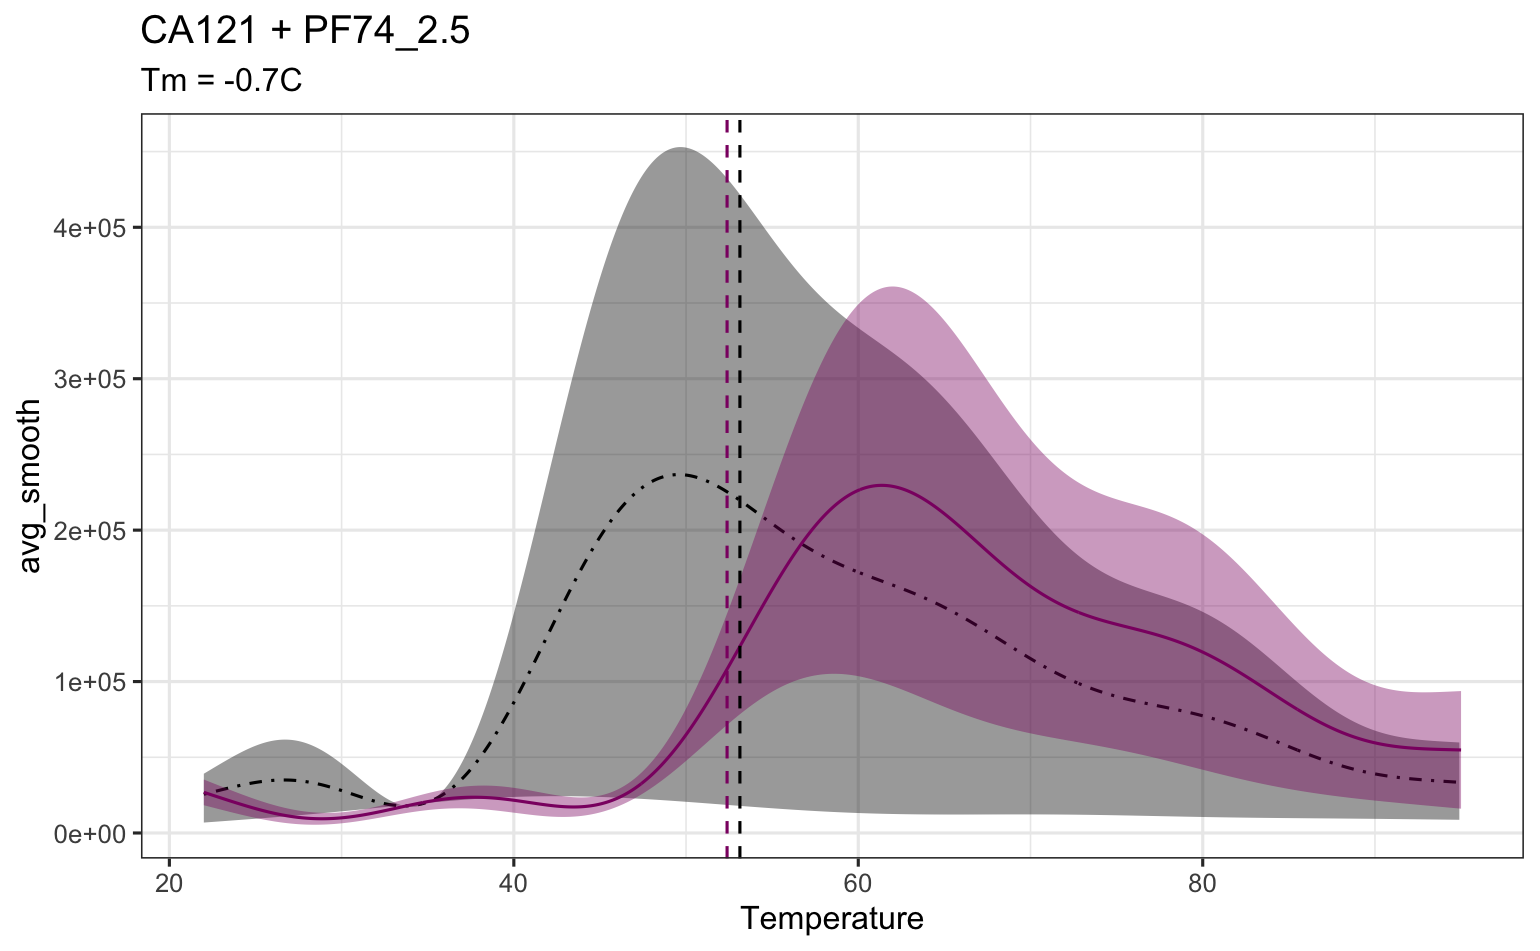 CA121 + PF74_2.5
Tm = -0.7C
avg_smooth
4e+05
3e+05
2e+05
1e+05
0e+00
20 40 60 80
Temperature